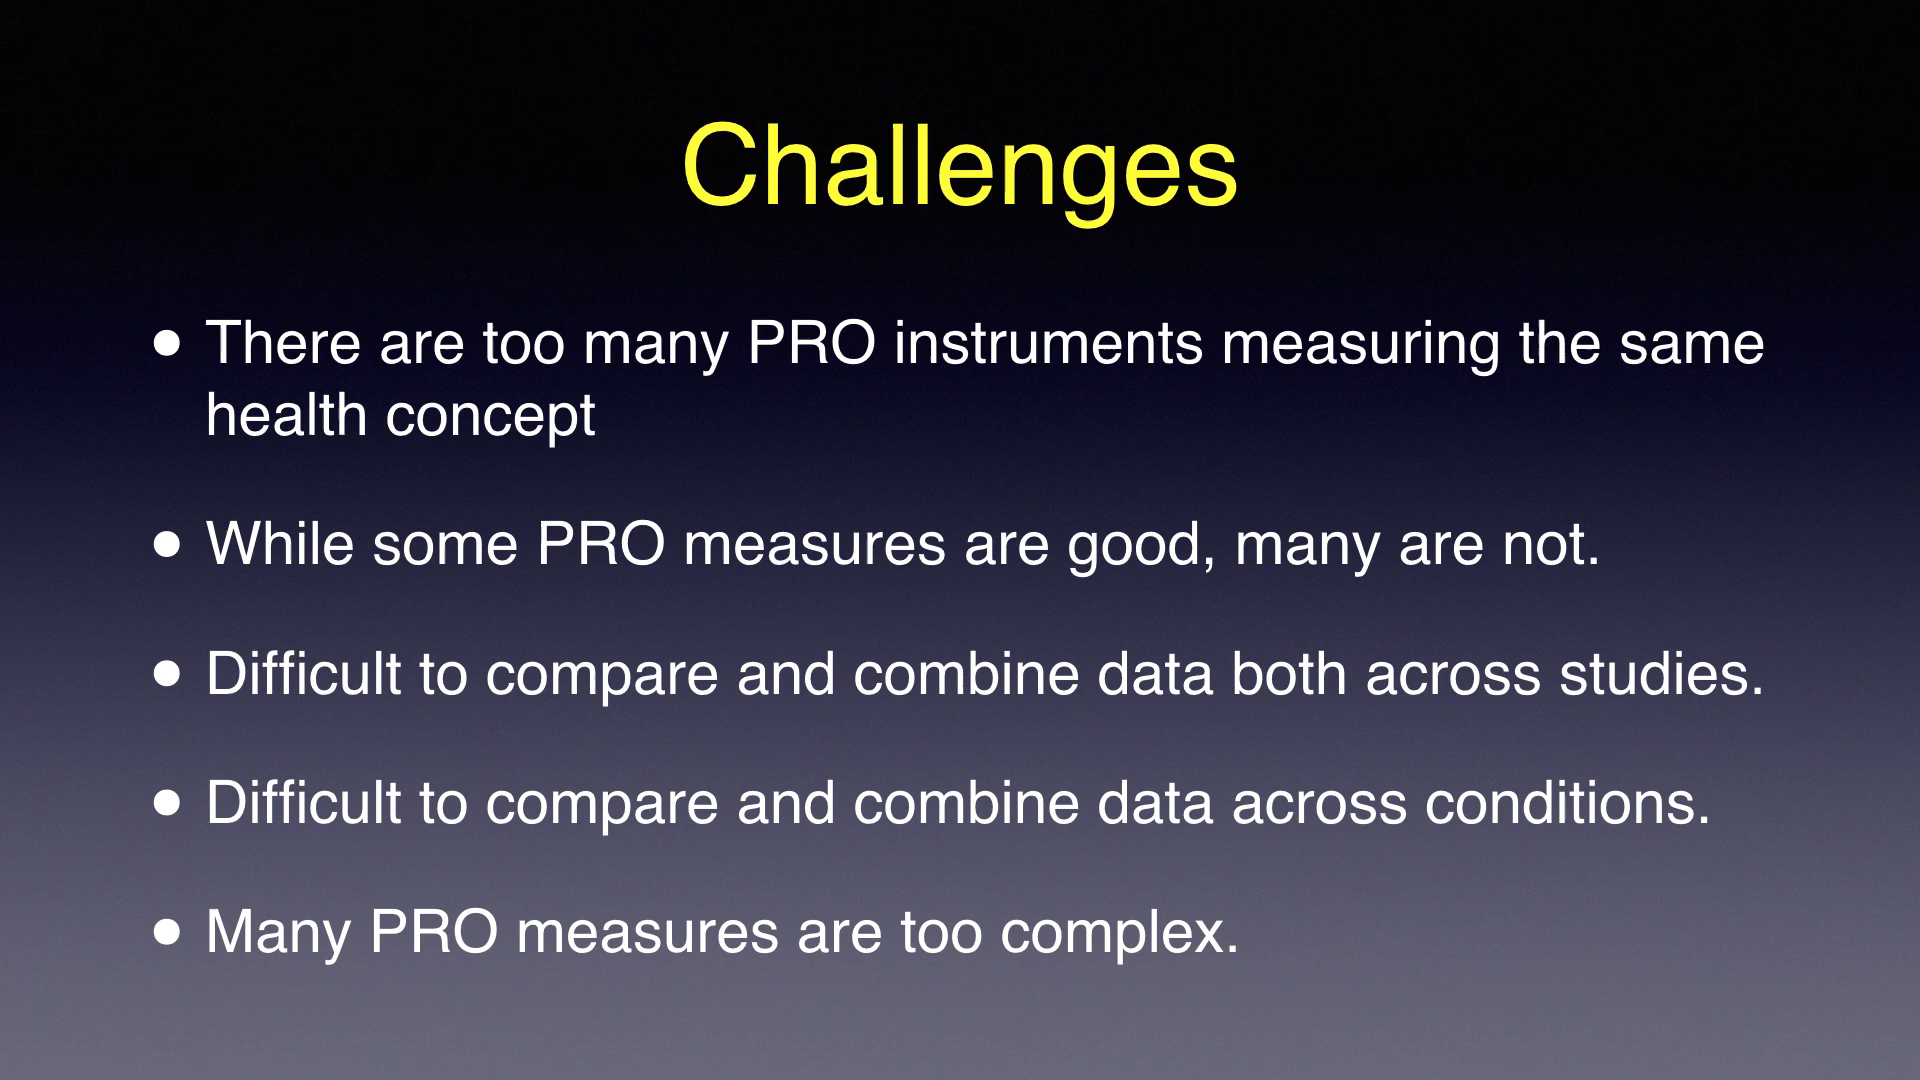 Challenges
• There are too many PRO instruments measuring the same
health concept
• While some PRO measures are good, many are not.
• Difficult to compare and combine data both across studies.
• Difficult to compare and combine data across conditions.
• Many PRO measures are too complex.